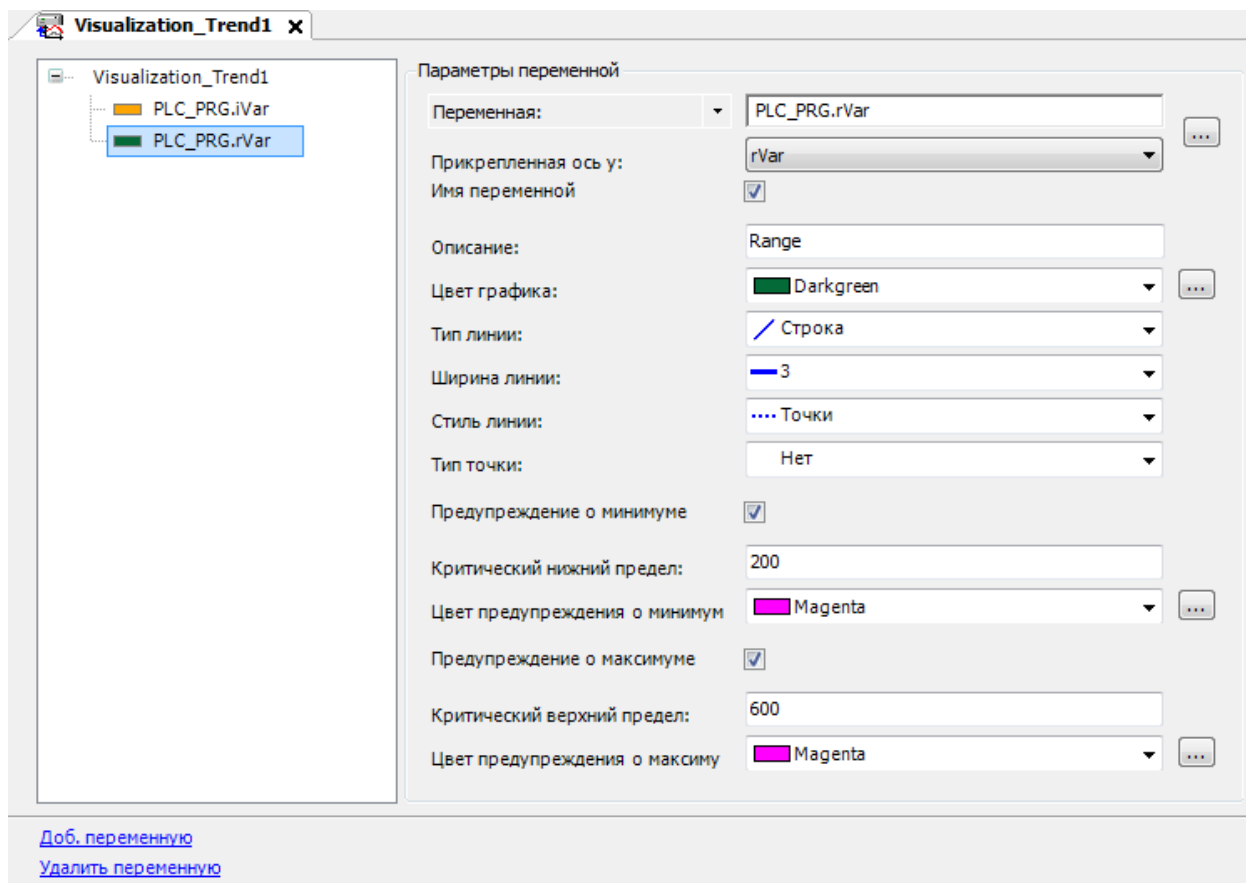 Visualization_Trend1 x
Visualization_Trend1
PLC_PRG.iVar
PLC_PRG.rVar
Параметры переменной
Переменная: PLC_PRG.rVar ...
Прикрепленная ось y: rVar
Имя переменной
Описание: Range
Цвет графика: Darkgreen ...
Тип линии: Строка
Ширина линии: 3
Стиль линии: Точки
Тип точки: Нет
Предупреждение о минимуме
Критический нижний предел: 200
Цвет предупреждения о минимум Magenta ...
Предупреждение о максимуме
Критический верхний предел: 600
Цвет предупреждения о максиму Magenta ...
Доб. переменную
Удалить переменную